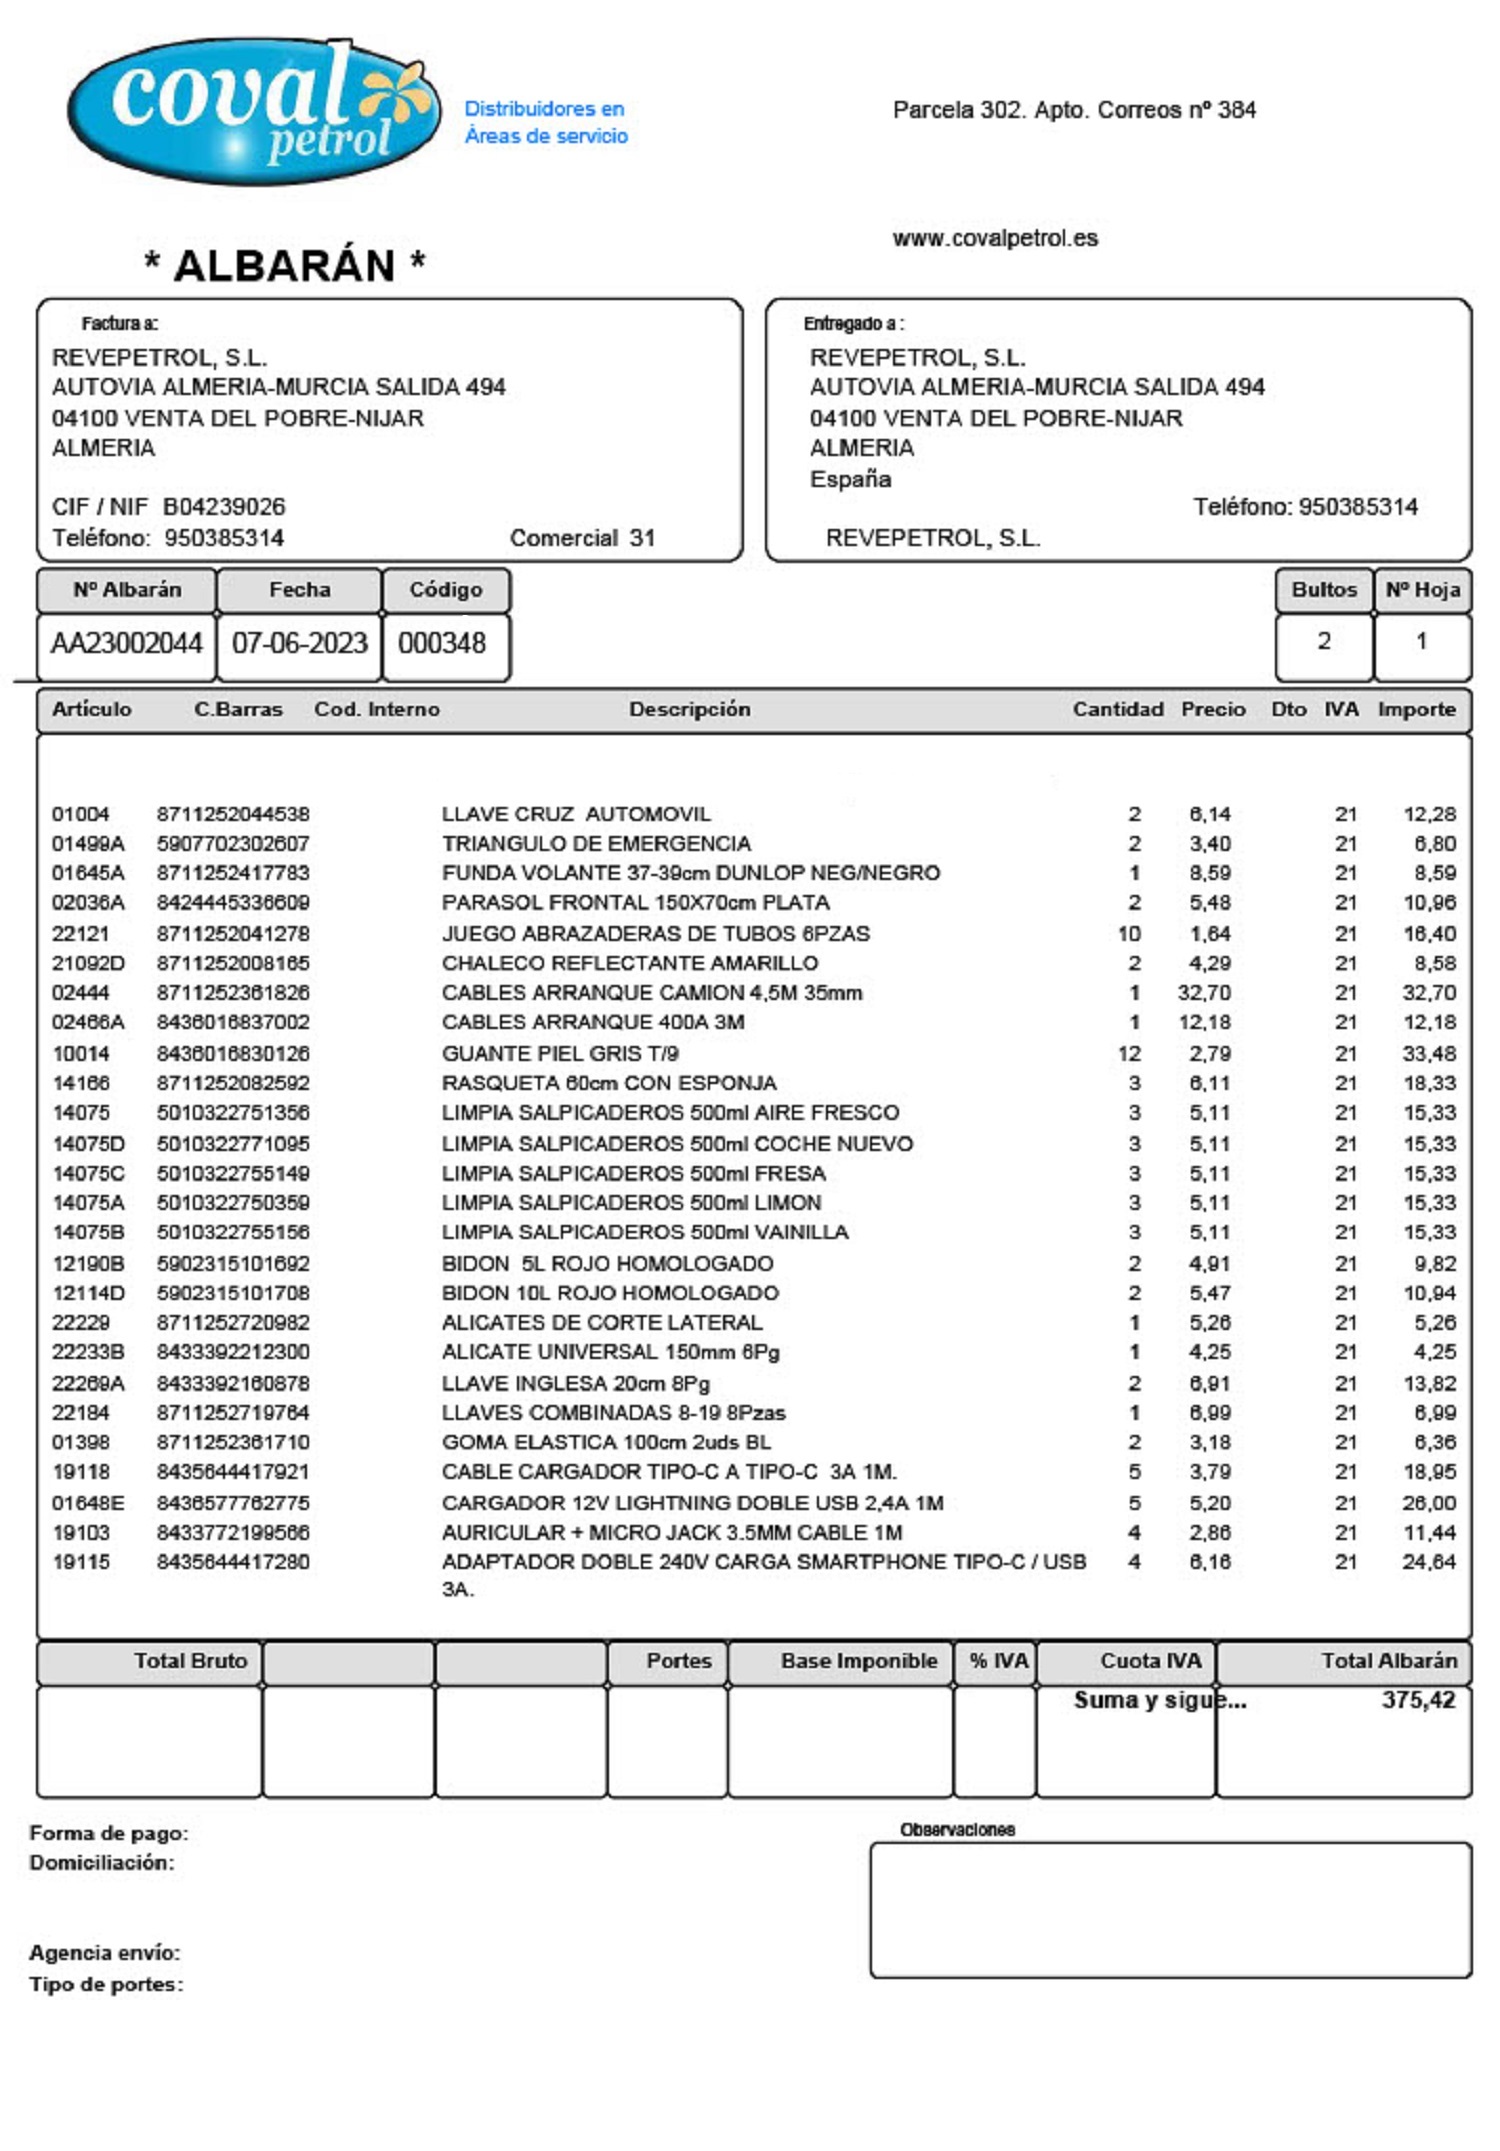 coval
petrol
Distribuidores en
Áreas de servicio
Parcela 302. Apto. Correos nº 384
www.covalpetrol.es
* ALBARÁN *
Factura a:
REVEPETROL, S.L.
AUTOVIA ALMERIA-MURCIA SALIDA 494
04100 VENTA DEL POBRE-NIJAR
ALMERIA
CIF / NIF B04239026
Teléfono: 950385314 Comercial 31
Entregado a :
REVEPETROL, S.L.
AUTOVIA ALMERIA-MURCIA SALIDA 494
04100 VENTA DEL POBRE-NIJAR
ALMERIA
España
Teléfono: 950385314
REVEPETROL, S.L.
Nº Albarán Fecha Código Bultos Nº Hoja
AA23002044 07-06-2023 000348 2 1
Artículo C.Barras Cod. Interno Descripción Cantidad Precio Dto IVA Importe
01004 8711252044538 LLAVE CRUZ AUTOMOVIL 2 6,14 21 12,28
01499A 5907702302607 TRIANGULO DE EMERGENCIA 2 3,40 21 6,80
01645A 8711252417783 FUNDA VOLANTE 37-39cm DUNLOP NEG/NEGRO 1 8,59 21 8,59
02036A 8424445336609 PARASOL FRONTAL 150X70cm PLATA 2 5,48 21 10,96
22121 8711252041278 JUEGO ABRAZADERAS DE TUBOS 6PZAS 10 1,64 21 16,40
21092D 8711252008165 CHALECO REFLECTANTE AMARILLO 2 4,29 21 8,58
02444 8711252361826 CABLES ARRANQUE CAMION 4,5M 35mm 1 32,70 21 32,70
02466A 8436016837002 CABLES ARRANQUE 400A 3M 1 12,18 21 12,18
10014 8436016830126 GUANTE PIEL GRIS T/9 12 2,79 21 33,48
14166 8711252082592 RASQUETA 60cm CON ESPONJA 3 6,11 21 18,33
14075 5010322751356 LIMPIA SALPICADEROS 500ml AIRE FRESCO 3 5,11 21 15,33
14075D 5010322771095 LIMPIA SALPICADEROS 500ml COCHE NUEVO 3 5,11 21 15,33
14075C 5010322755149 LIMPIA SALPICADEROS 500ml FRESA 3 5,11 21 15,33
14075A 5010322750359 LIMPIA SALPICADEROS 500ml LIMON 3 5,11 21 15,33
14075B 5010322755156 LIMPIA SALPICADEROS 500ml VAINILLA 3 5,11 21 15,33
12190B 5902315101692 BIDON 5L ROJO HOMOLOGADO 2 4,91 21 9,82
12114D 5902315101708 BIDON 10L ROJO HOMOLOGADO 2 5,47 21 10,94
22229 8711252720982 ALICATES DE CORTE LATERAL 1 5,26 21 5,26
22233B 8433392212300 ALICATE UNIVERSAL 150mm 6Pg 1 4,25 21 4,25
22269A 8433392160878 LLAVE INGLESA 20cm 8Pg 2 6,91 21 13,82
22184 8711252719764 LLAVES COMBINADAS 8-19 8Pzas 1 6,99 21 6,99
01398 8711252361710 GOMA ELASTICA 100cm 2uds BL 2 3,18 21 6,36
19118 8435644417921 CABLE CARGADOR TIPO-C A TIPO-C 3A 1M. 5 3,79 21 18,95
01648E 8436577762775 CARGADOR 12V LIGHTNING DOBLE USB 2,4A 1M 5 5,20 21 26,00
19103 8433772199566 AURICULAR + MICRO JACK 3.5MM CABLE 1M 4 2,86 21 11,44
19115 8435644417280 ADAPTADOR DOBLE 240V CARGA SMARTPHONE TIPO-C / USB 4 6,16 21 24,64
3A.
Total Bruto Portes Base Imponible % IVA Cuota IVA Total Albarán
Suma y sigue... 375,42
Forma de pago:
Domiciliación:
Observaciones
Agencia envío:
Tipo de portes: